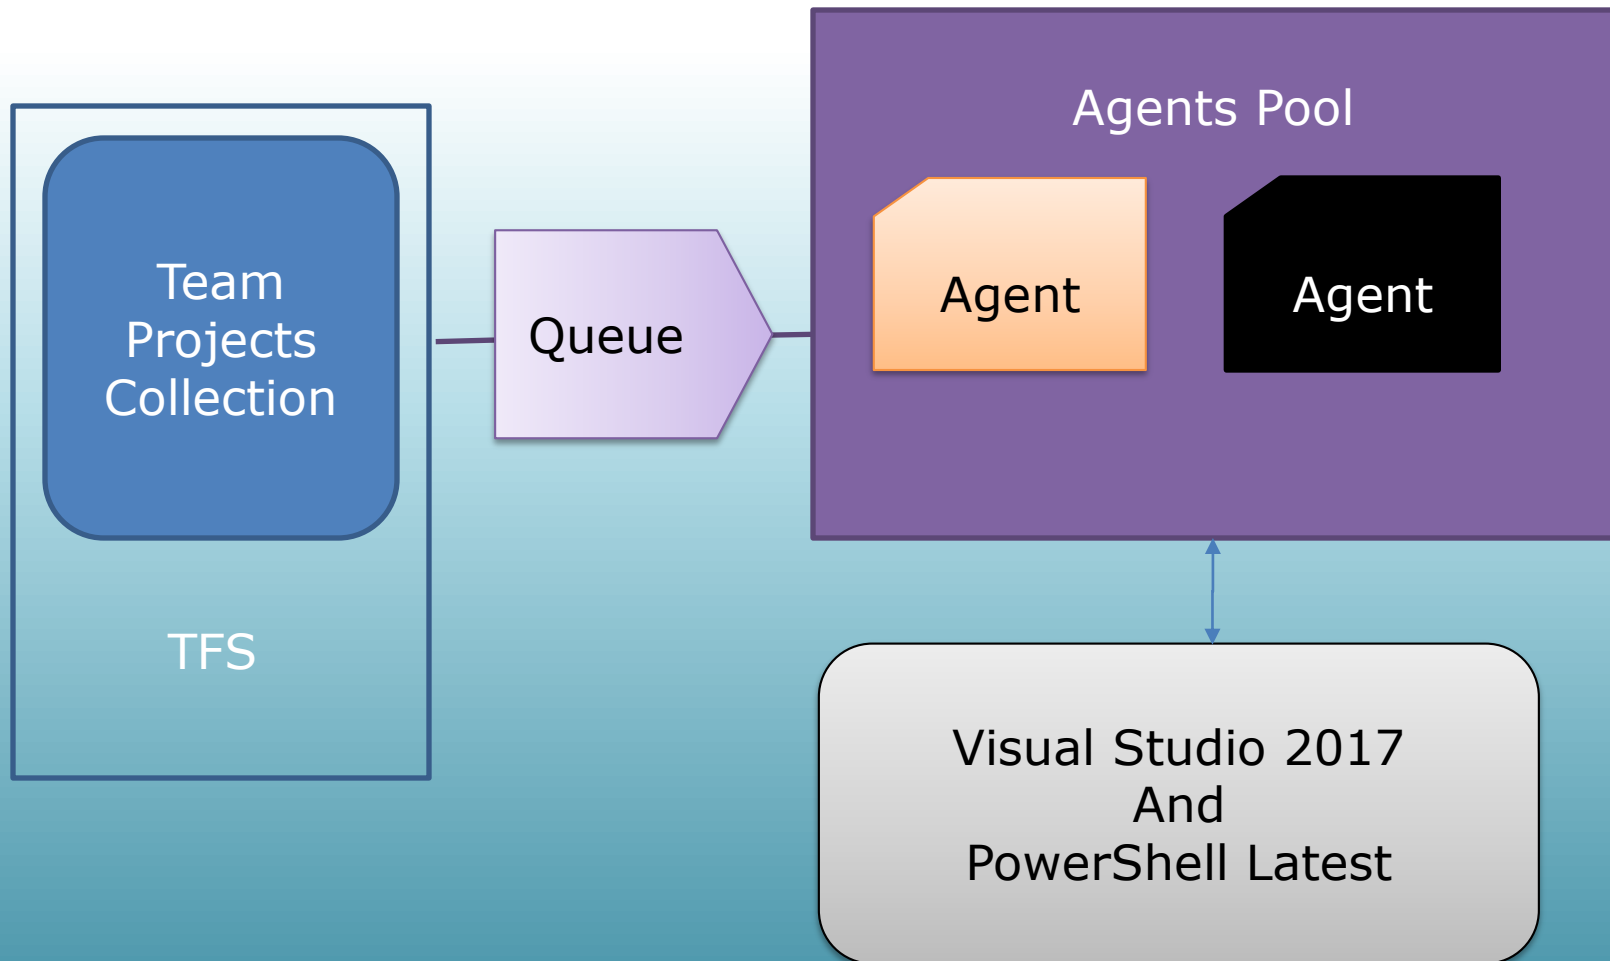 Team
Projects
Collection
TFS
Queue
Agents Pool
Agent
Agent
Visual Studio 2017
And
PowerShell Latest